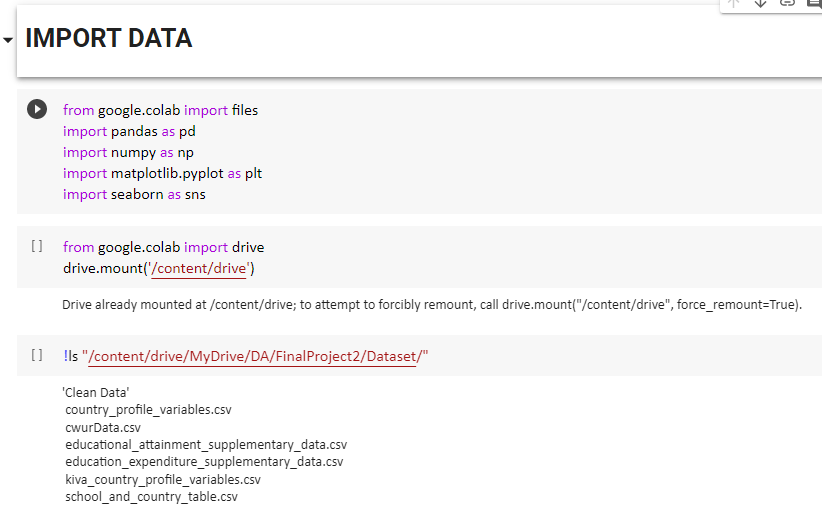 IMPORT DATA
from google.colab import files
import pandas as pd
import numpy as np
import matplotlib.pyplot as plt
import seaborn as sns
[ ] from google.colab import drive
drive.mount('/content/drive')
Drive already mounted at /content/drive; to attempt to forcibly remount, call drive.mount("/content/drive", force_remount=True).
[ ] !ls "/content/drive/MyDrive/DA/FinalProject2/Dataset/"
'Clean Data'
country_profile_variables.csv
cwurData.csv
educational_attainment_supplementary_data.csv
education_expenditure_supplementary_data.csv
kiva_country_profile_variables.csv
school_and_country_table.csv